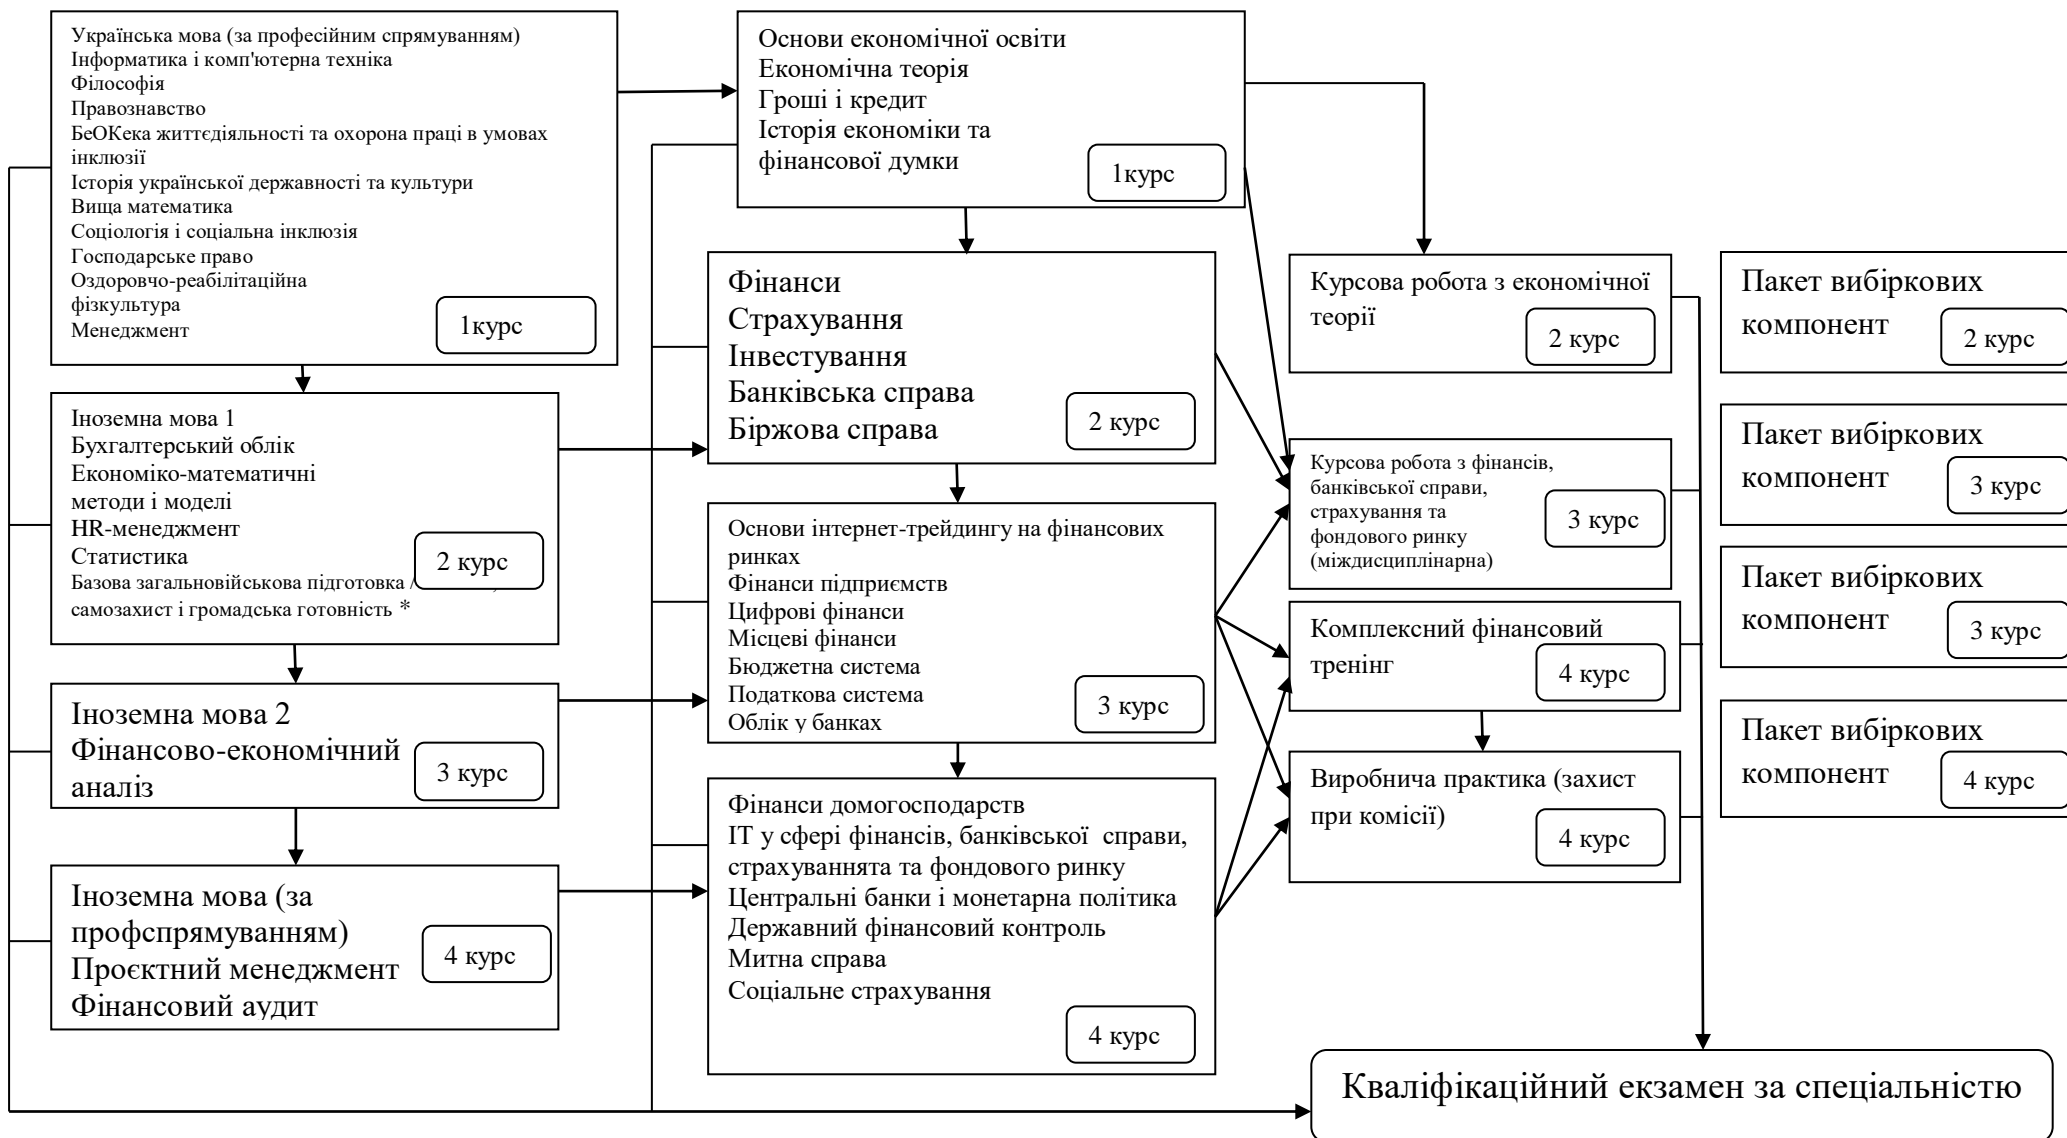 Українська мова (за професійним спрямуванням)
Інформатика і комп'ютерна техніка
Філософія
Правознавство
БеОКека життєдіяльності та охорона праці в умовах
інклюзії
Історія української державності та культури
Вища математика
Соціологія і соціальна інклюзія
Господарське право
Оздоровчо-реабілітаційна
фізкультура
Менеджмент
1курс
Іноземна мова 1
Бухгалтерський облік
Економіко-математичні
методи і моделі
HR-менеджмент
Статистика
Базова загальновійськова підготовка /
самозахист і громадська готовність *
2 курс
Іноземна мова 2
Фінансово-економічний
аналіз
3 курс
Іноземна мова (за
профспрямуванням)
Проєктний менеджмент
Фінансовий аудит
4 курс
Основи економічної освіти
Економічна теорія
Гроші і кредит
Історія економіки та
фінансової думки
1курс
Фінанси
Страхування
Інвестування
Банківська справа
Біржова справа
2 курс
Основи інтернет-трейдингу на фінансових
ринках
Фінанси підприємств
Цифрові фінанси
Місцеві фінанси
Бюджетна система
Податкова система
Облік у банках
3 курс
Фінанси домогосподарств
ІТ у сфері фінансів, банківської справи,
страхуваннята та фондового ринку
Центральні банки і монетарна політика
Державний фінансовий контроль
Митна справа
Соціальне страхування
4 курс
Курсова робота з економічної
теорії
2 курс
Курсова робота з фінансів,
банківської справи,
страхування та
фондового ринку
(міждисциплінарна)
3 курс
Комплексний фінансовий
тренінг
4 курс
Виробнича практика (захист
при комісії)
4 курс
Пакет вибіркових
компонент
2 курс
Пакет вибіркових
компонент
3 курс
Пакет вибіркових
компонент
3 курс
Пакет вибіркових
компонент
4 курс
Кваліфікаційний екзамен за спеціальністю